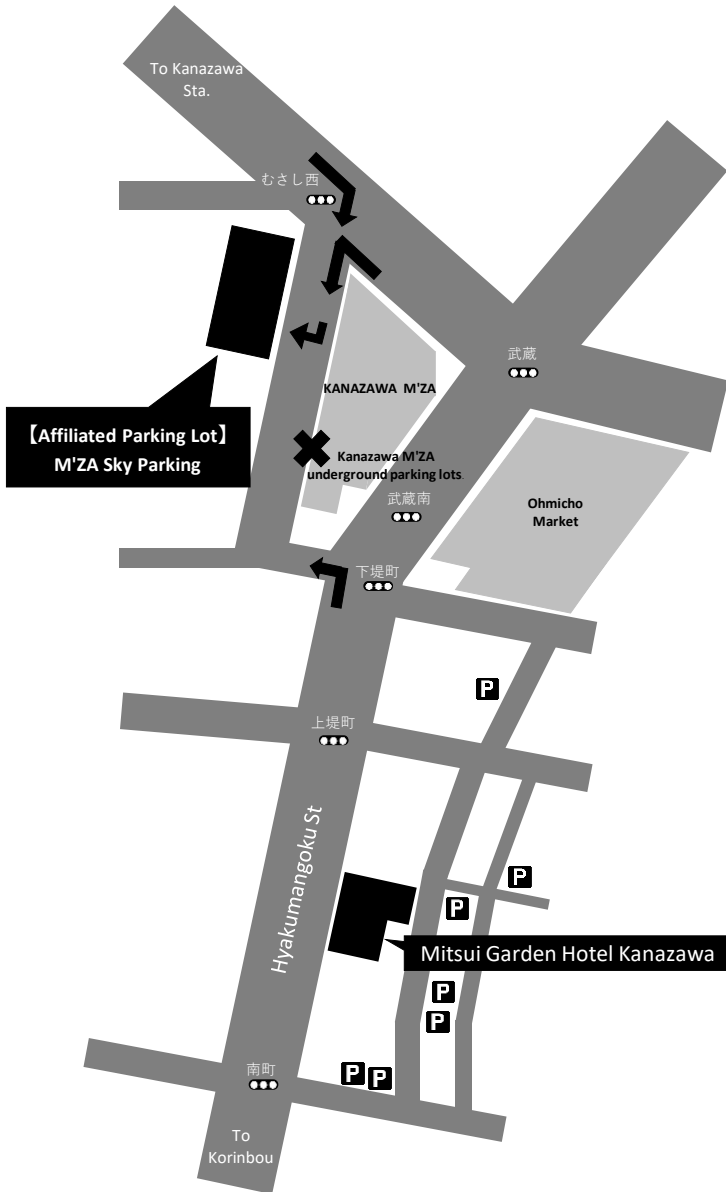 To Kanazawa
Sta.
むさし西
武蔵
KANAZAWA M'ZA
【Affiliated Parking Lot】
M'ZA Sky Parking
Kanazawa M'ZA
underground parking lots
武蔵南
Ohmicho
Market
下堤町
P
上堤町
Hyakumangoku St
P
P
Mitsui Garden Hotel Kanazawa
P
P
南町
P
P
To
Korinbou